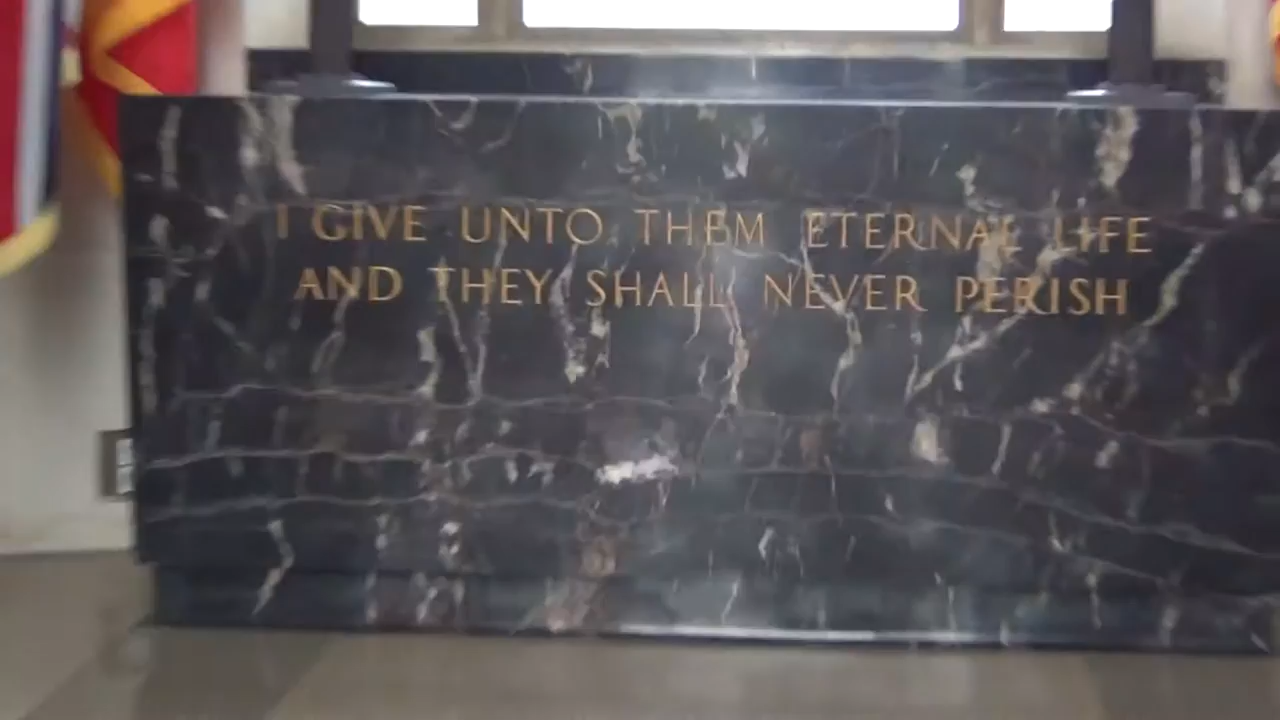 I GIVE UNTO THEM ETERNAL LIFE
AND THEY SHALL NEVER PERISH